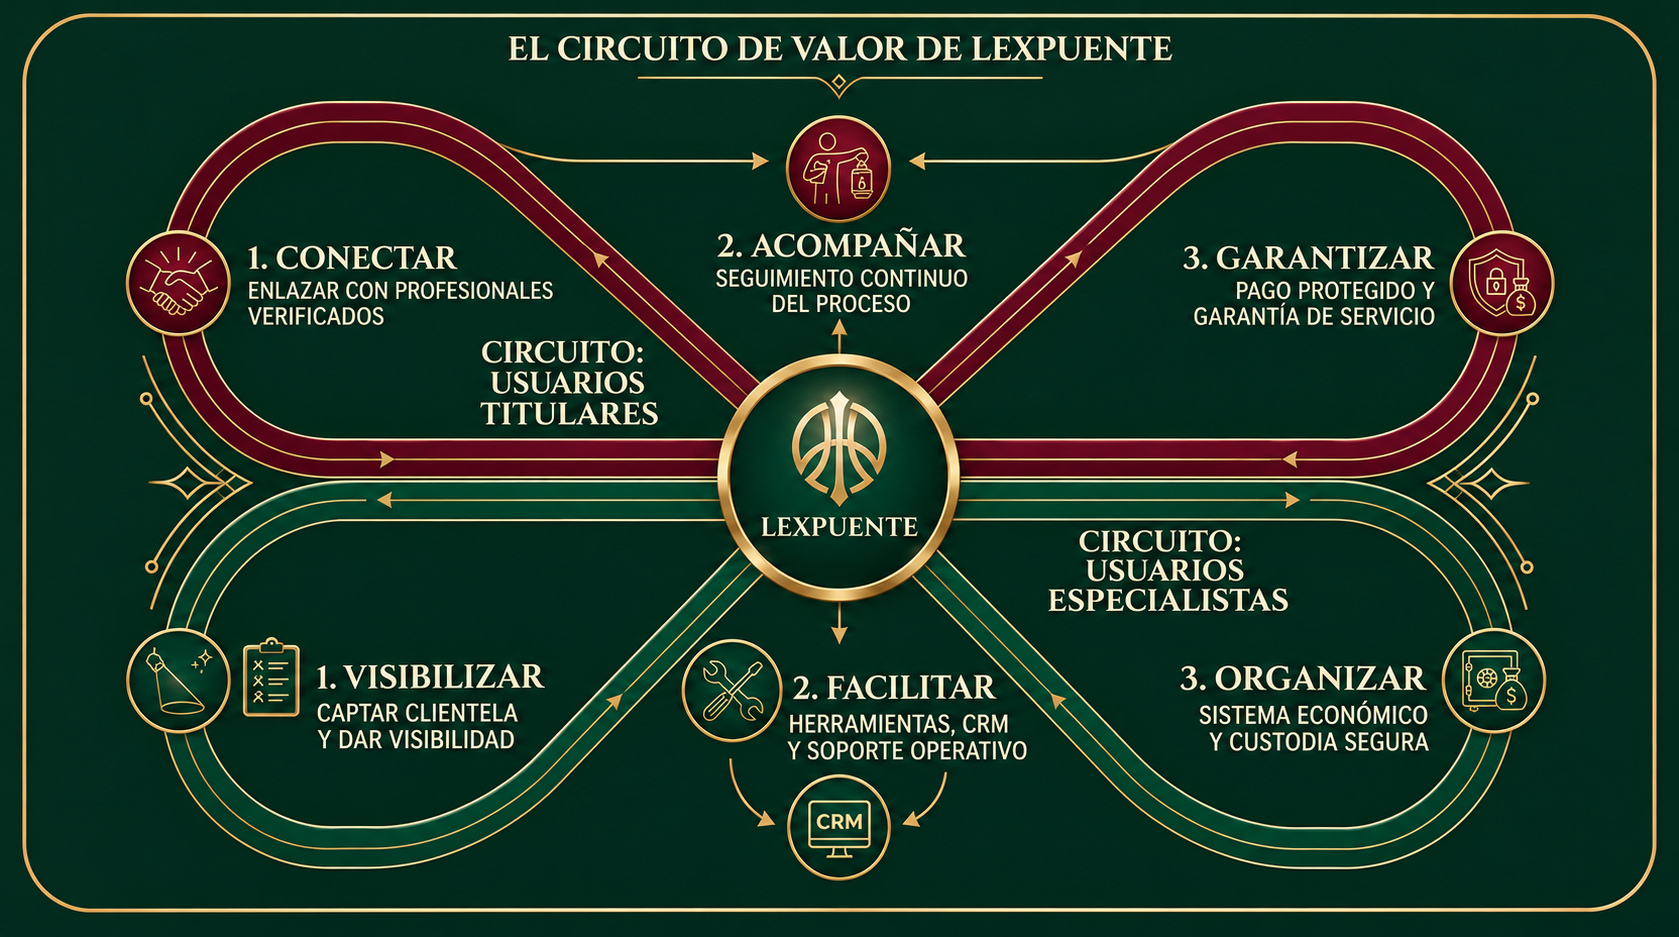 EL CIRCUITO DE VALOR DE LEXPUENTE
1. CONECTAR
ENLAZAR CON PROFESIONALES
VERIFICADOS
2. ACOMPAÑAR
SEGUIMIENTO CONTINUO
DEL PROCESO
3. GARANTIZAR
PAGO PROTEGIDO Y
GARANTÍA DE SERVICIO
$
CIRCUITO:
USUARIOS
TITULARES
LEXPUENTE
CIRCUITO:
USUARIOS
ESPECIALISTAS
1. VISIBILIZAR
CAPTAR CLIENTELA
Y DAR VISIBILIDAD
2. FACILITAR
HERRAMIENTAS, CRM
Y SOPORTE OPERATIVO
CRM
3. ORGANIZAR
SISTEMA ECONÓMICO
Y CUSTODIA SEGURA
$